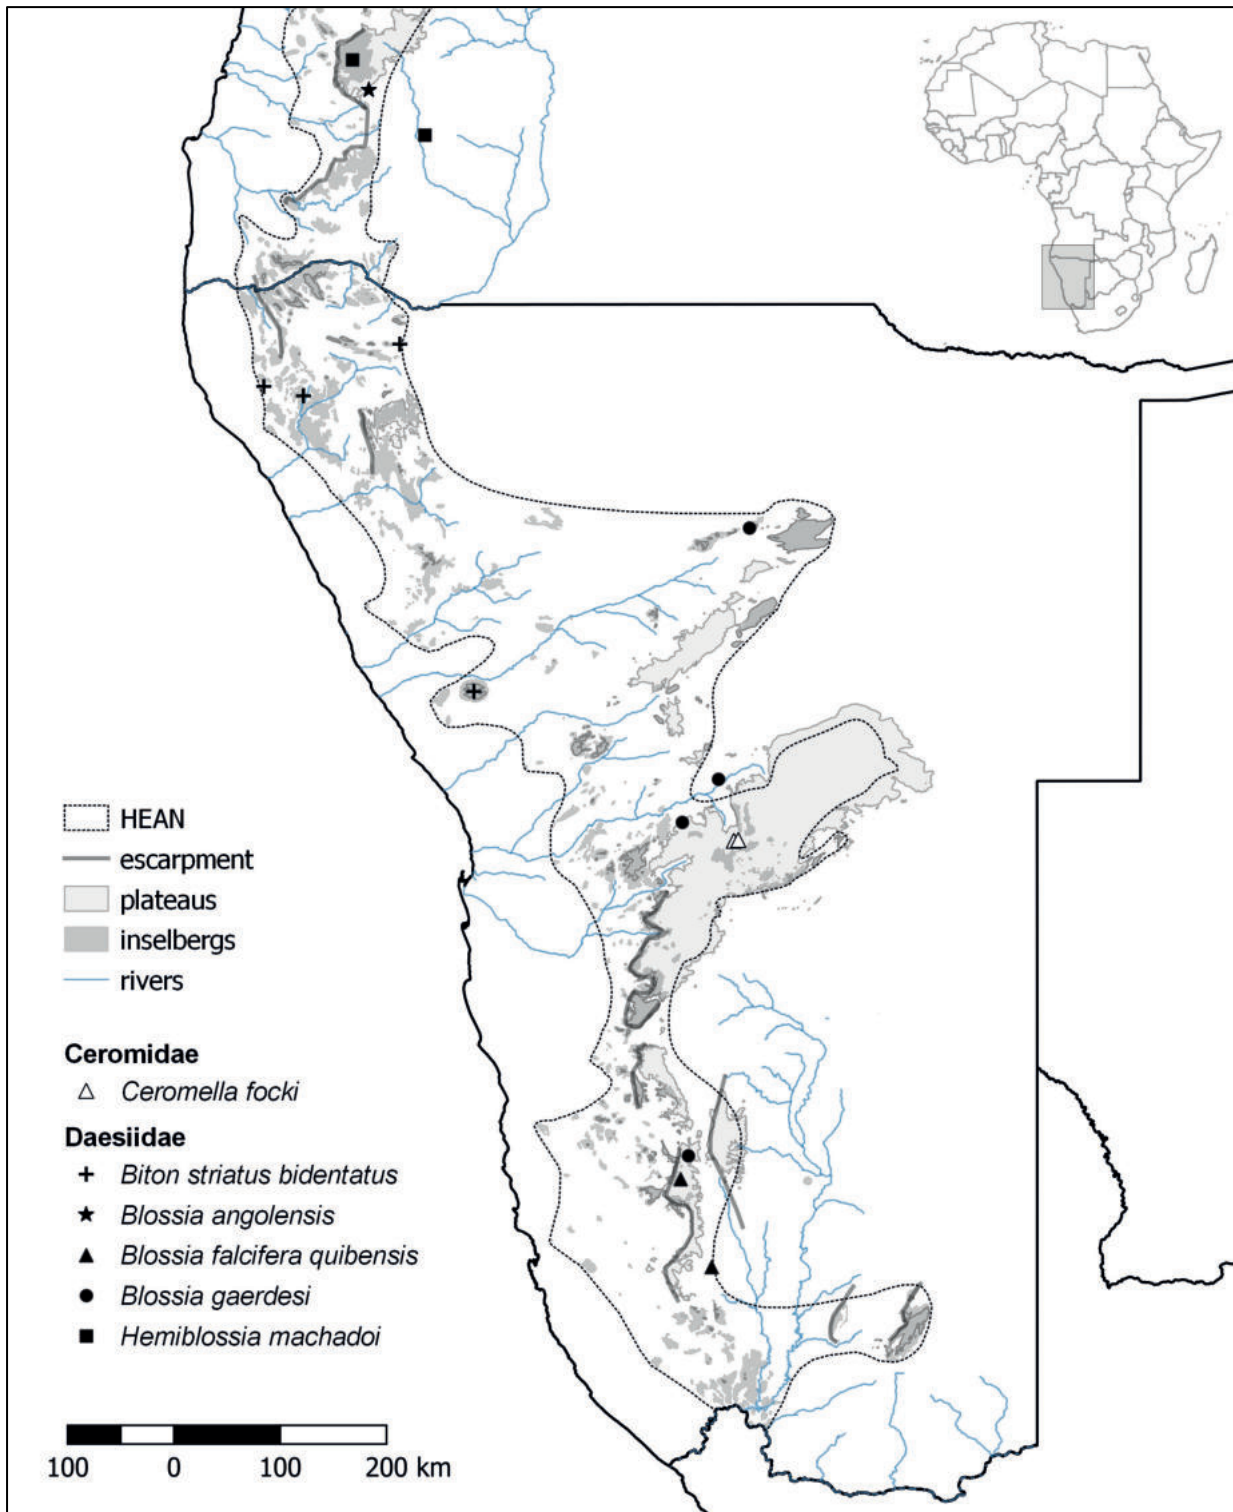 HEAN
escarpment
plateaus
inselbergs
rivers
Ceromidae
Ceromella focki
Daesiidae
Biton striatus bidentatus
Blossia angolensis
Blossia falcifera quibensis
Blossia gaerdesi
Hemiblossia machadoi
100 0 100 200 km